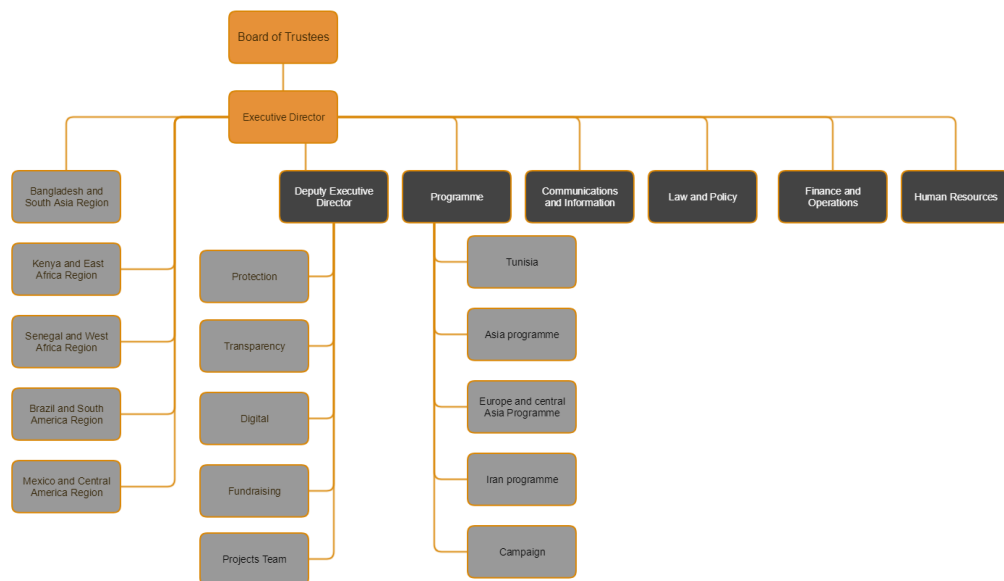 Board of Trustees
Executive Director
Bangladesh and
South Asia Region
Deputy Executive
Director
Programme
Communications
and Information
Law and Policy
Finance and
Operations
Human Resources
Kenya and East
Africa Region
Senegal and West
Africa Region
Brazil and South
America Region
Mexico and Central
America Region
Protection
Transparency
Digital
Fundraising
Projects Team
Tunisia
Asia programme
Europe and central
Asia Programme
Iran programme
Campaign